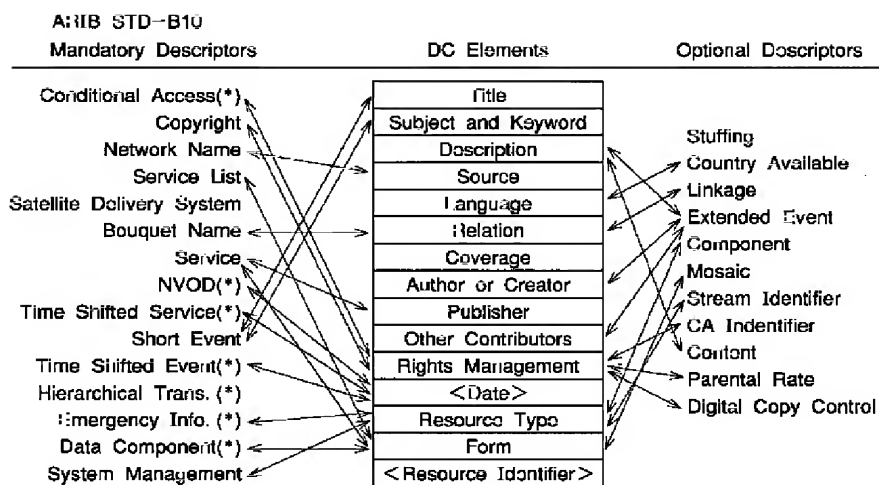 ARIB STD-B10
Mandatory Descriptors
DC Elements
Optional Descriptors
Conditional Access(*)
Copyright
Network Name
Service List
Satellite Delivery System
Bouquet Name
Service
NVOD(*)
Time Shifted Service(*)
Short Event
Time Shifted Event(*)
Hierarchical Trans. (*)
Emergency Info. (*)
Data Component(*)
System Management
Title
Subject and Keyword
Description
Source
Language
Relation
Coverage
Author or Creator
Publisher
Other Contributors
Rights Management
<Date>
Resource Type
Form
<Resource Identifier>
Stuffing
Country Available
Linkage
Extended Event
Component
Mosaic
Stream Identifier
CA Indentifier
Content
Parental Rate
Digital Copy Control